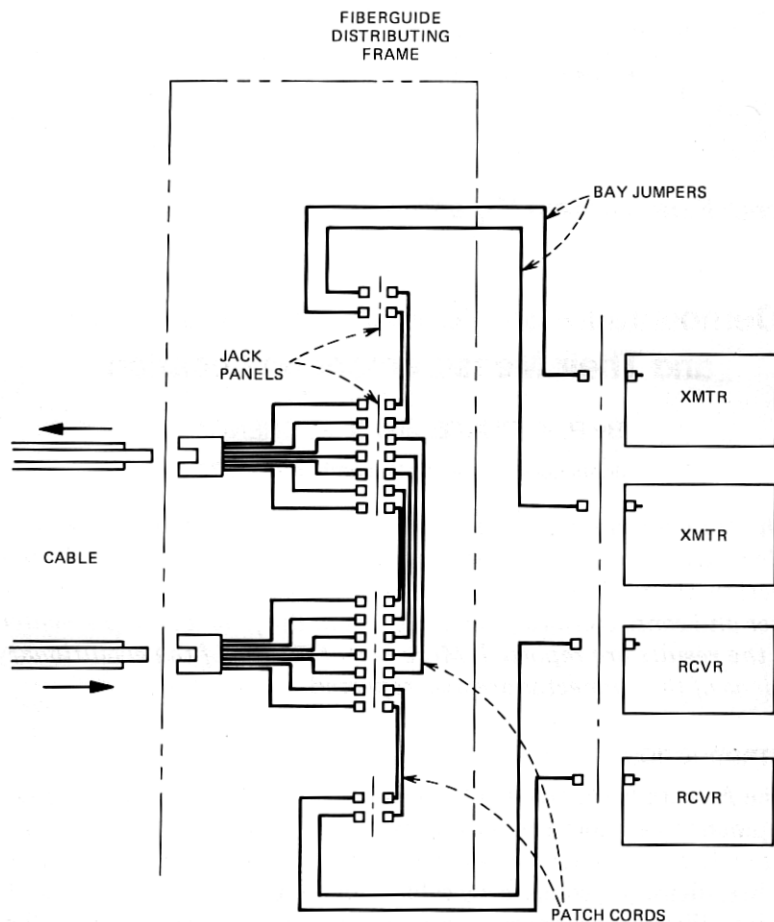 FIBERGUIDE
DISTRIBUTING
FRAME
BAY JUMPERS
JACK
PANELS
XMTR
XMTR
CABLE
RCVR
RCVR
PATCH CORDS